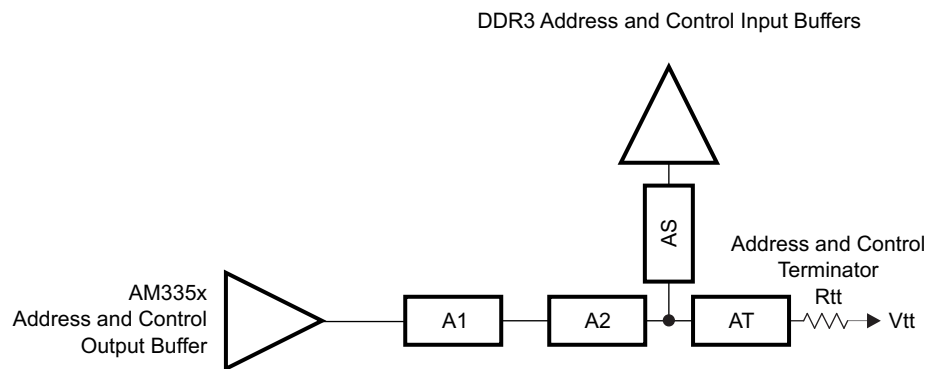 DDR3 Address and Control Input Buffers
AS
Address and Control
Terminator
Rtt
AM335x
Address and Control
Output Buffer
A1
A2
AT
Vtt